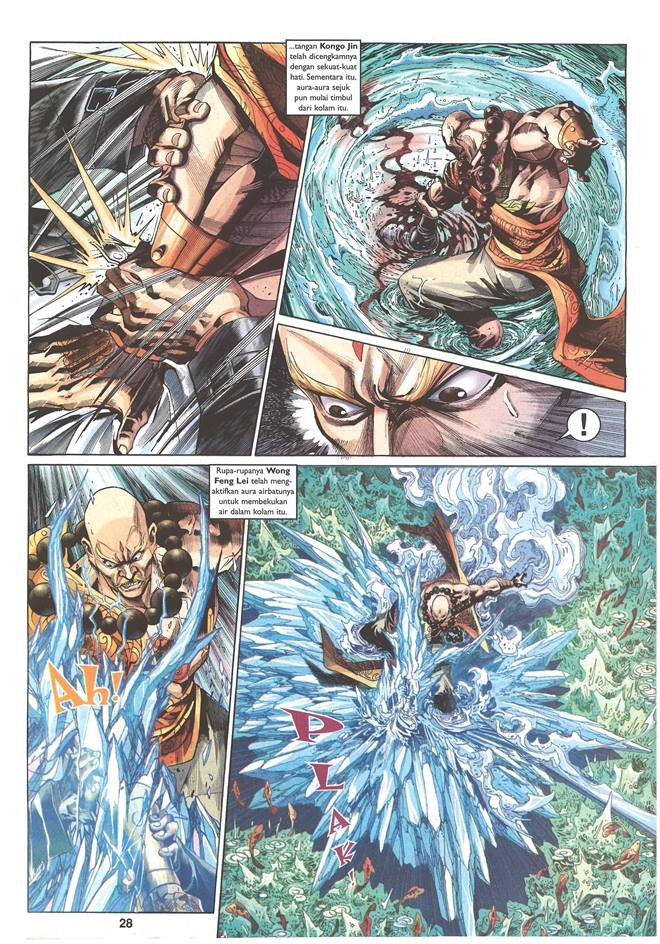 ...tangan Kongo Jin
telah dicengkamnya
dengan sekuat-kuat
hati. Sementara itu,
aura-aura sejuk
pun mulai timbul
dari kolam itu.
!
Rupa-rupanya Wong
Feng Lei telah meng-
aktifkan aura airbatunya
untuk membekukan
air dalam kolam itu.
Ah!
PLAK!
28